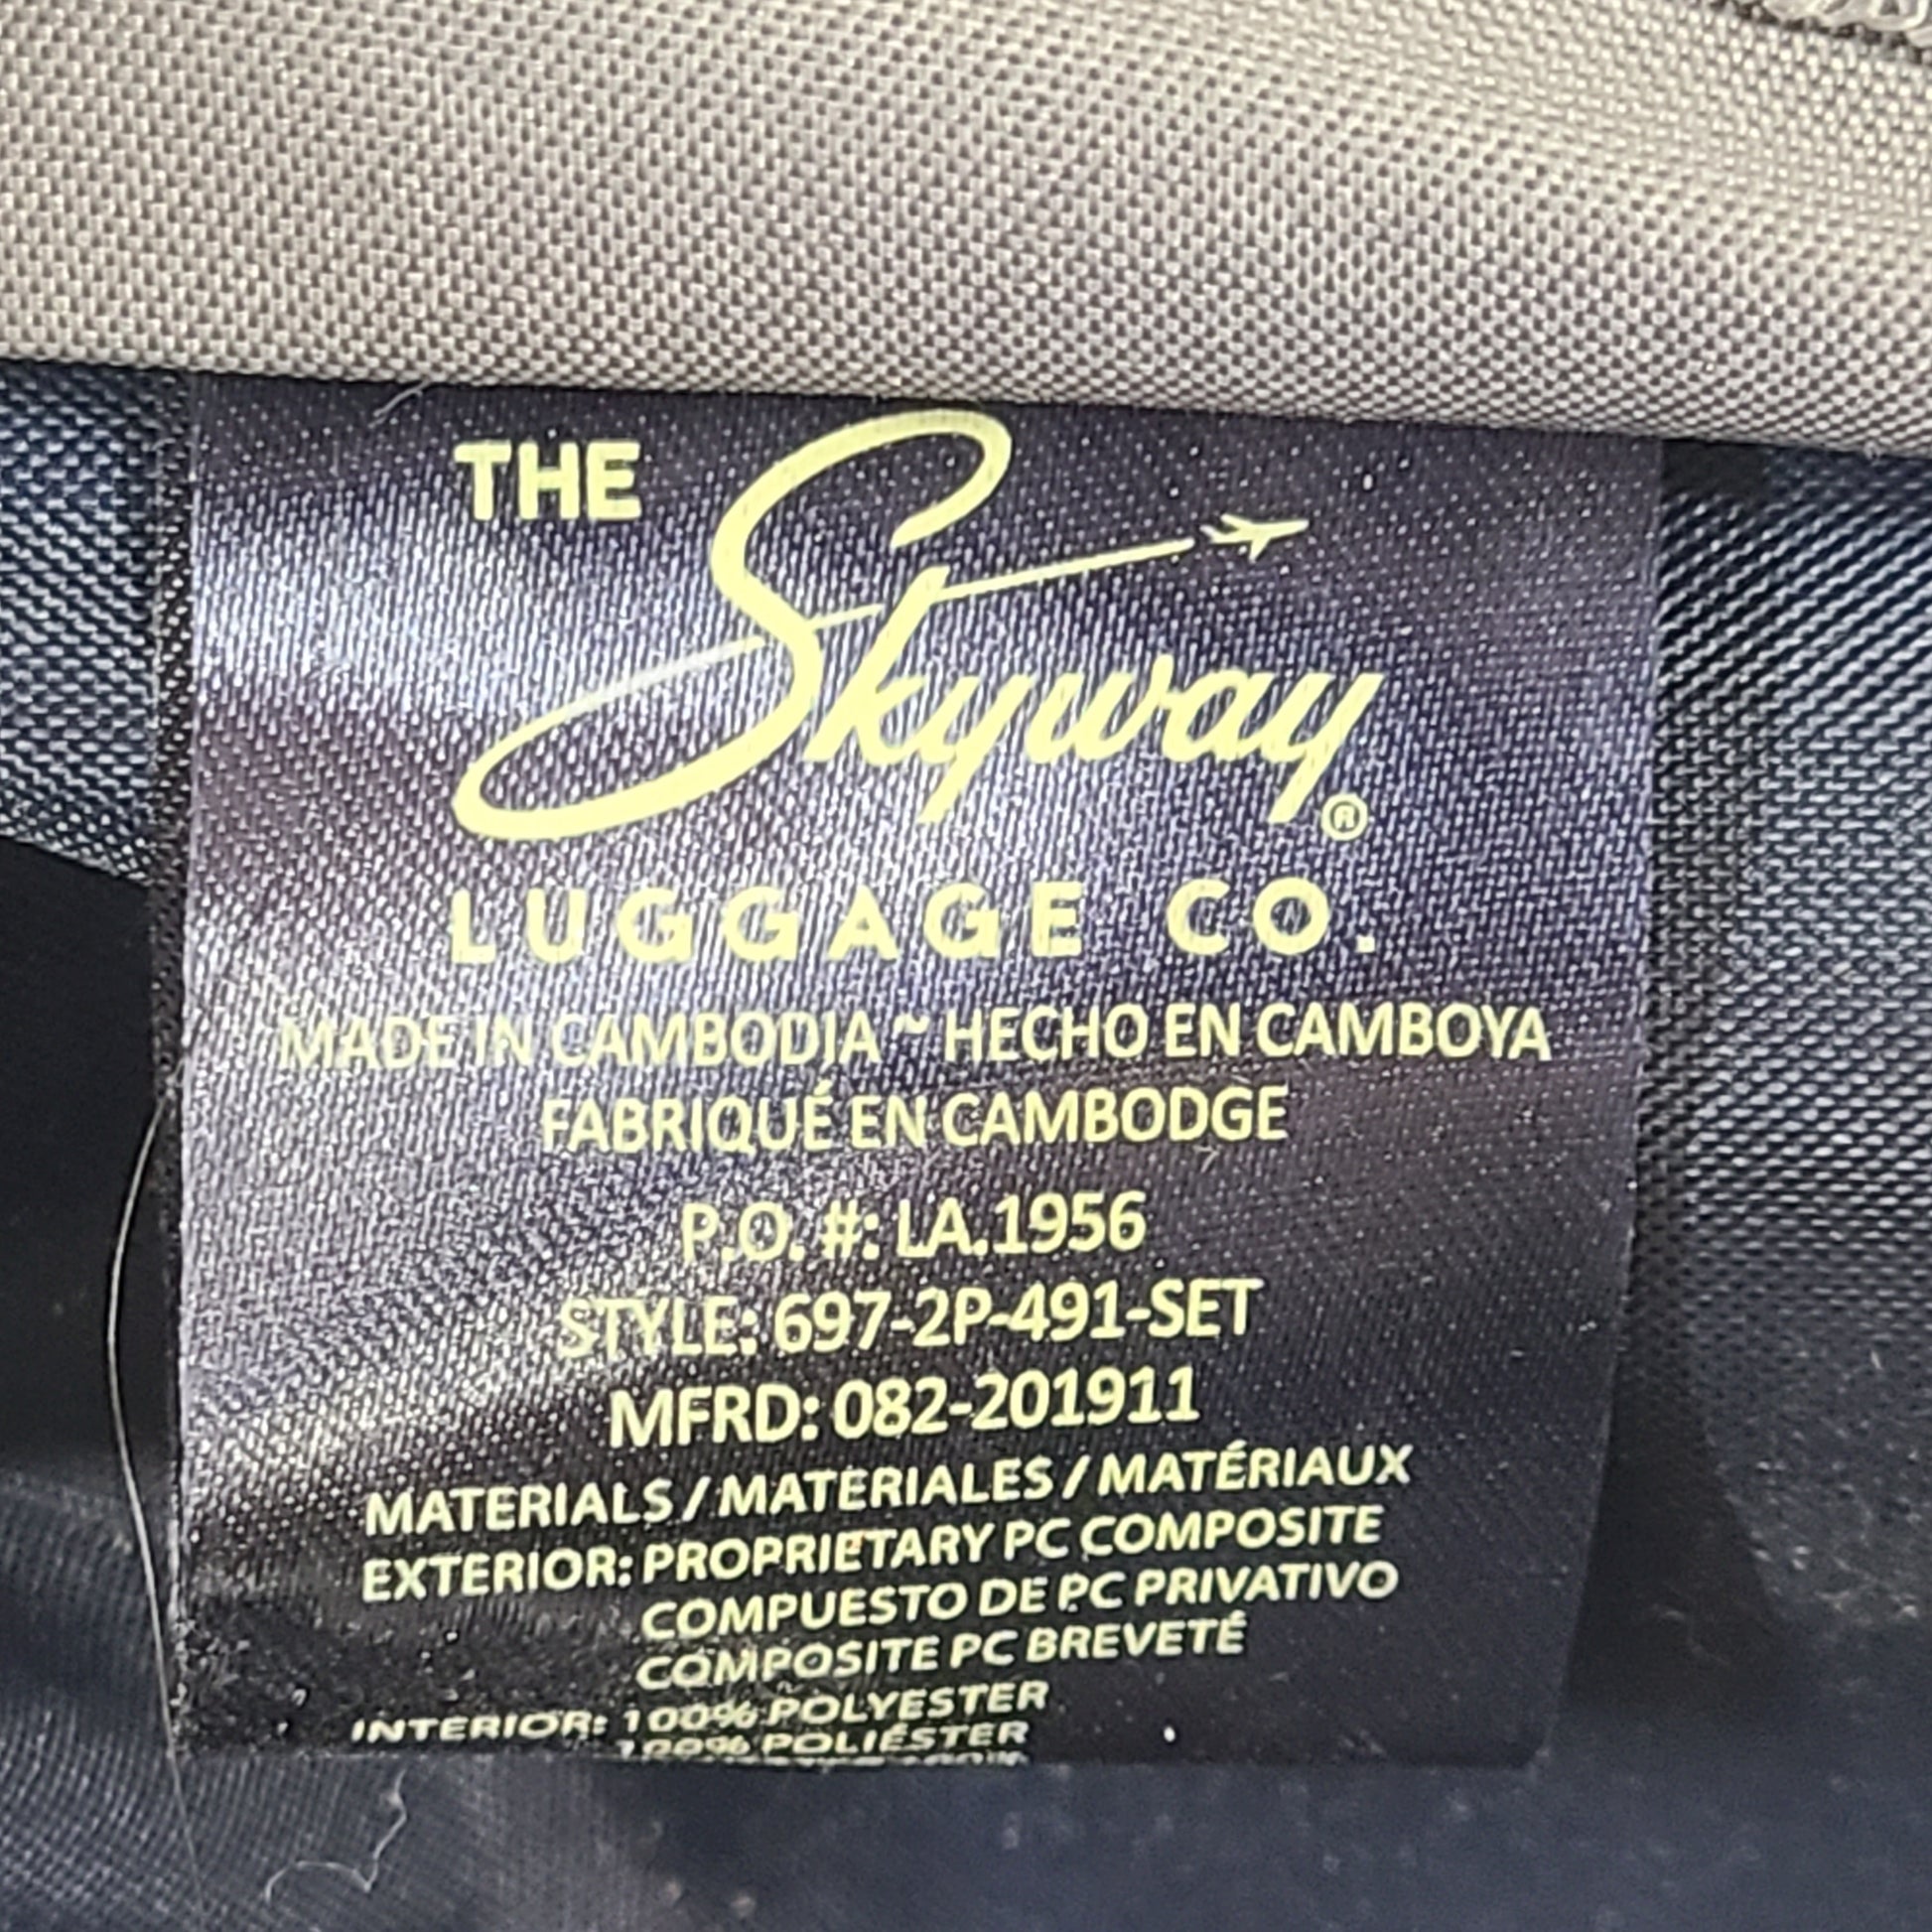 THE
Skyway®
LUGGAGE CO.
MADE IN CAMBODIA ~ HECHO EN CAMBOYA
FABRIQUÉ EN CAMBODGE
P.O. #: LA.1956
STYLE: 697-2P-491-SET
MFRD: 082-201911
MATERIALS / MATERIALES / MATÉRIAUX
EXTERIOR: PROPRIETARY PC COMPOSITE
COMPUESTO DE PC PRIVATIVO
COMPOSITE PC BREVETÉ
INTERIOR: 100% POLYESTER
100% POLIÉSTER